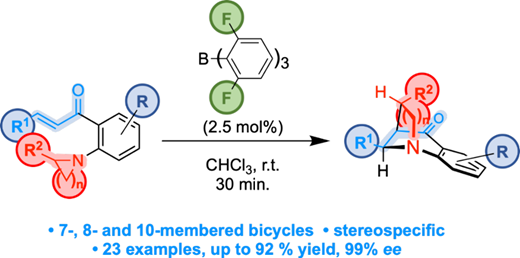 F
B ( )3
F
(2.5 mol%)
CHCl3, r.t.
30 min.
O
R
R1
R2
N
n
H
R2
n
O
R1
N
R
H
• 7-, 8- and 10-membered bicycles • stereospecific
• 23 examples, up to 92 % yield, 99% ee